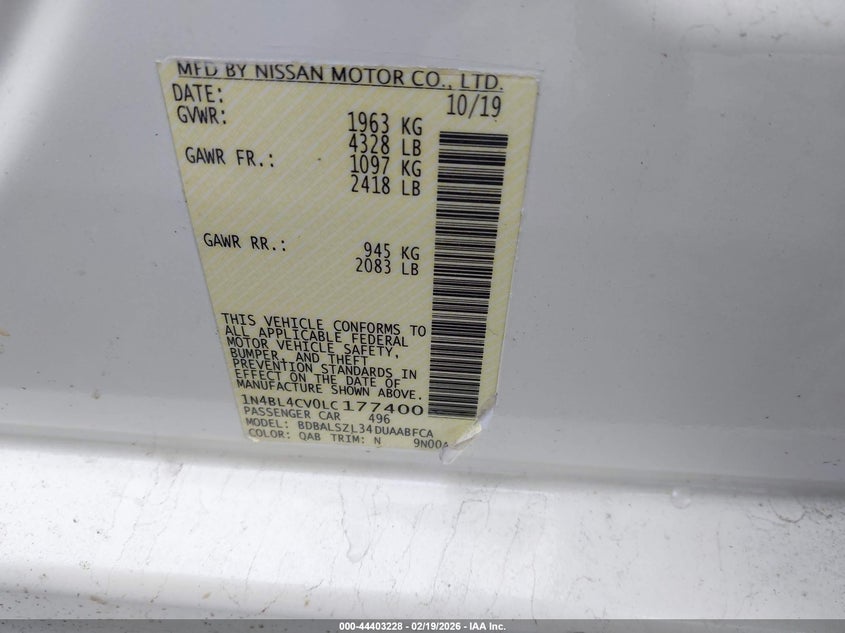 MFD BY NISSAN MOTOR CO., LTD.
DATE: 10/19
GVWR: 1963 KG
4328 LB
GAWR FR.: 1097 KG
2418 LB
GAWR RR.: 945 KG
2083 LB
THIS VEHICLE CONFORMS TO
ALL APPLICABLE FEDERAL
MOTOR VEHICLE SAFETY,
BUMPER, AND THEFT
PREVENTION STANDARDS IN
EFFECT ON THE DATE OF
MANUFACTURE SHOWN ABOVE.
1N4BL4CV0LC177400
PASSENGER CAR 496
MODEL: BDBALSZL34DUAABFCA
COLOR: QAB TRIM: N
000-44403228 - 02/19/2026 - IAA Inc.